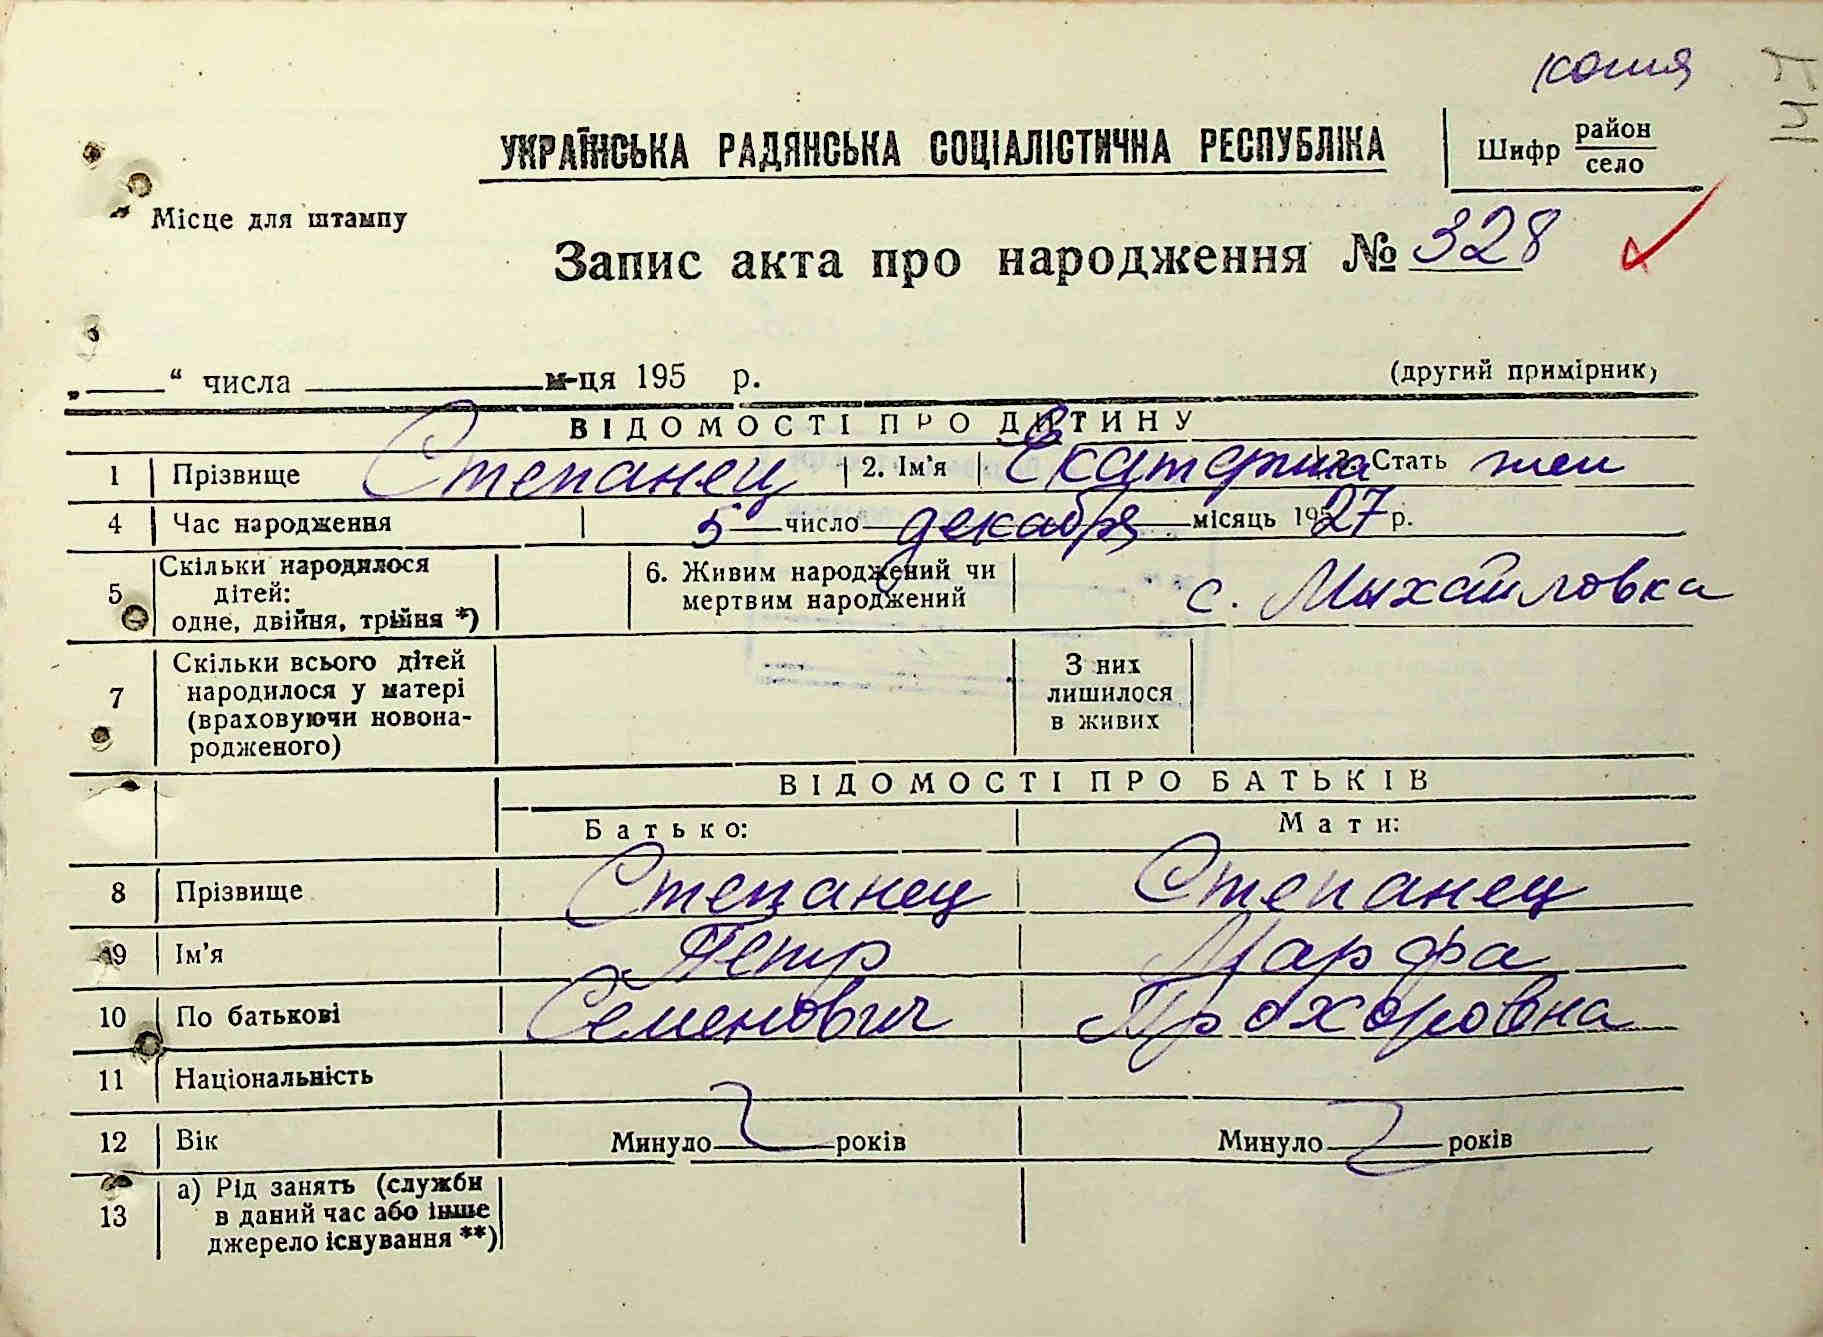 копия
УКРАЇНСЬКА РАДЯНСЬКА СОЦІАЛІСТИЧНА РЕСПУБЛІКА
Шифр район
село
Місце для штампу
Запис акта про народження № 328
„ “ числа м-ця 195 р.
(другий примірник)
ВІДОМОСТІ ПРО ДИТИНУ
1 Прізвище Степанец 2. Ім’я Екатерина 3. Стать жен
4 Час народження 5 число декабря місяць 1927 р.
5 Скільки народилося дітей: одне, двійня, трійня *)
6. Живим народжений чи мертвим народжений
с. Михайловка
7 Скільки всього дітей народилося у матері (враховуючи новонародженого)
З них лишилося в живих
ВІДОМОСТІ ПРО БАТЬКІВ
Батько: Мати:
8 Прізвище Степанец Степанец
9 Ім’я Петр Марфа
10 По батькові Семенович Прохоровна
11 Національність
12 Вік Минуло років Минуло років
13 а) Рід занять (служби в даний час або інше джерело існування **)